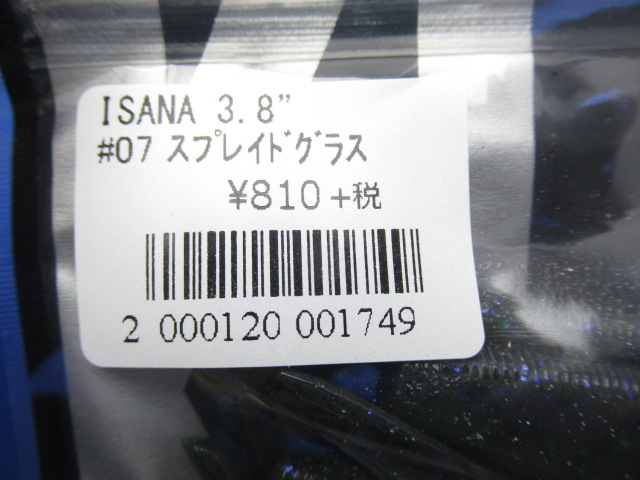 ISANA 3.8”
#07 ｽﾌﾟﾚｲﾄﾞｸﾞﾗｽ
¥810+税
2 000120 001749